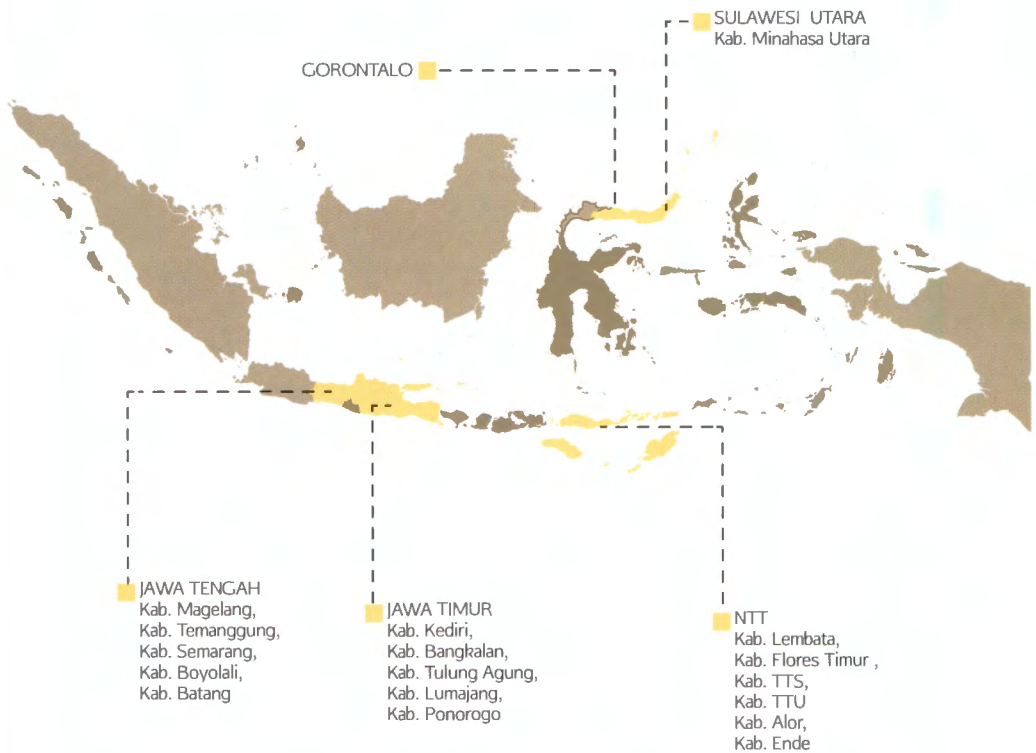 SULAWESI UTARA
Kab. Minahasa Utara
GORONTALO
JAWA TENGAH
Kab. Magelang,
Kab. Temanggung,
Kab. Semarang,
Kab. Boyolali,
Kab. Batang
JAWA TIMUR
Kab. Kediri,
Kab. Bangkalan,
Kab. Tulung Agung,
Kab. Lumajang,
Kab. Ponorogo
NTT
Kab. Lembata,
Kab. Flores Timur ,
Kab. TTS,
Kab. TTU
Kab. Alor,
Kab. Ende